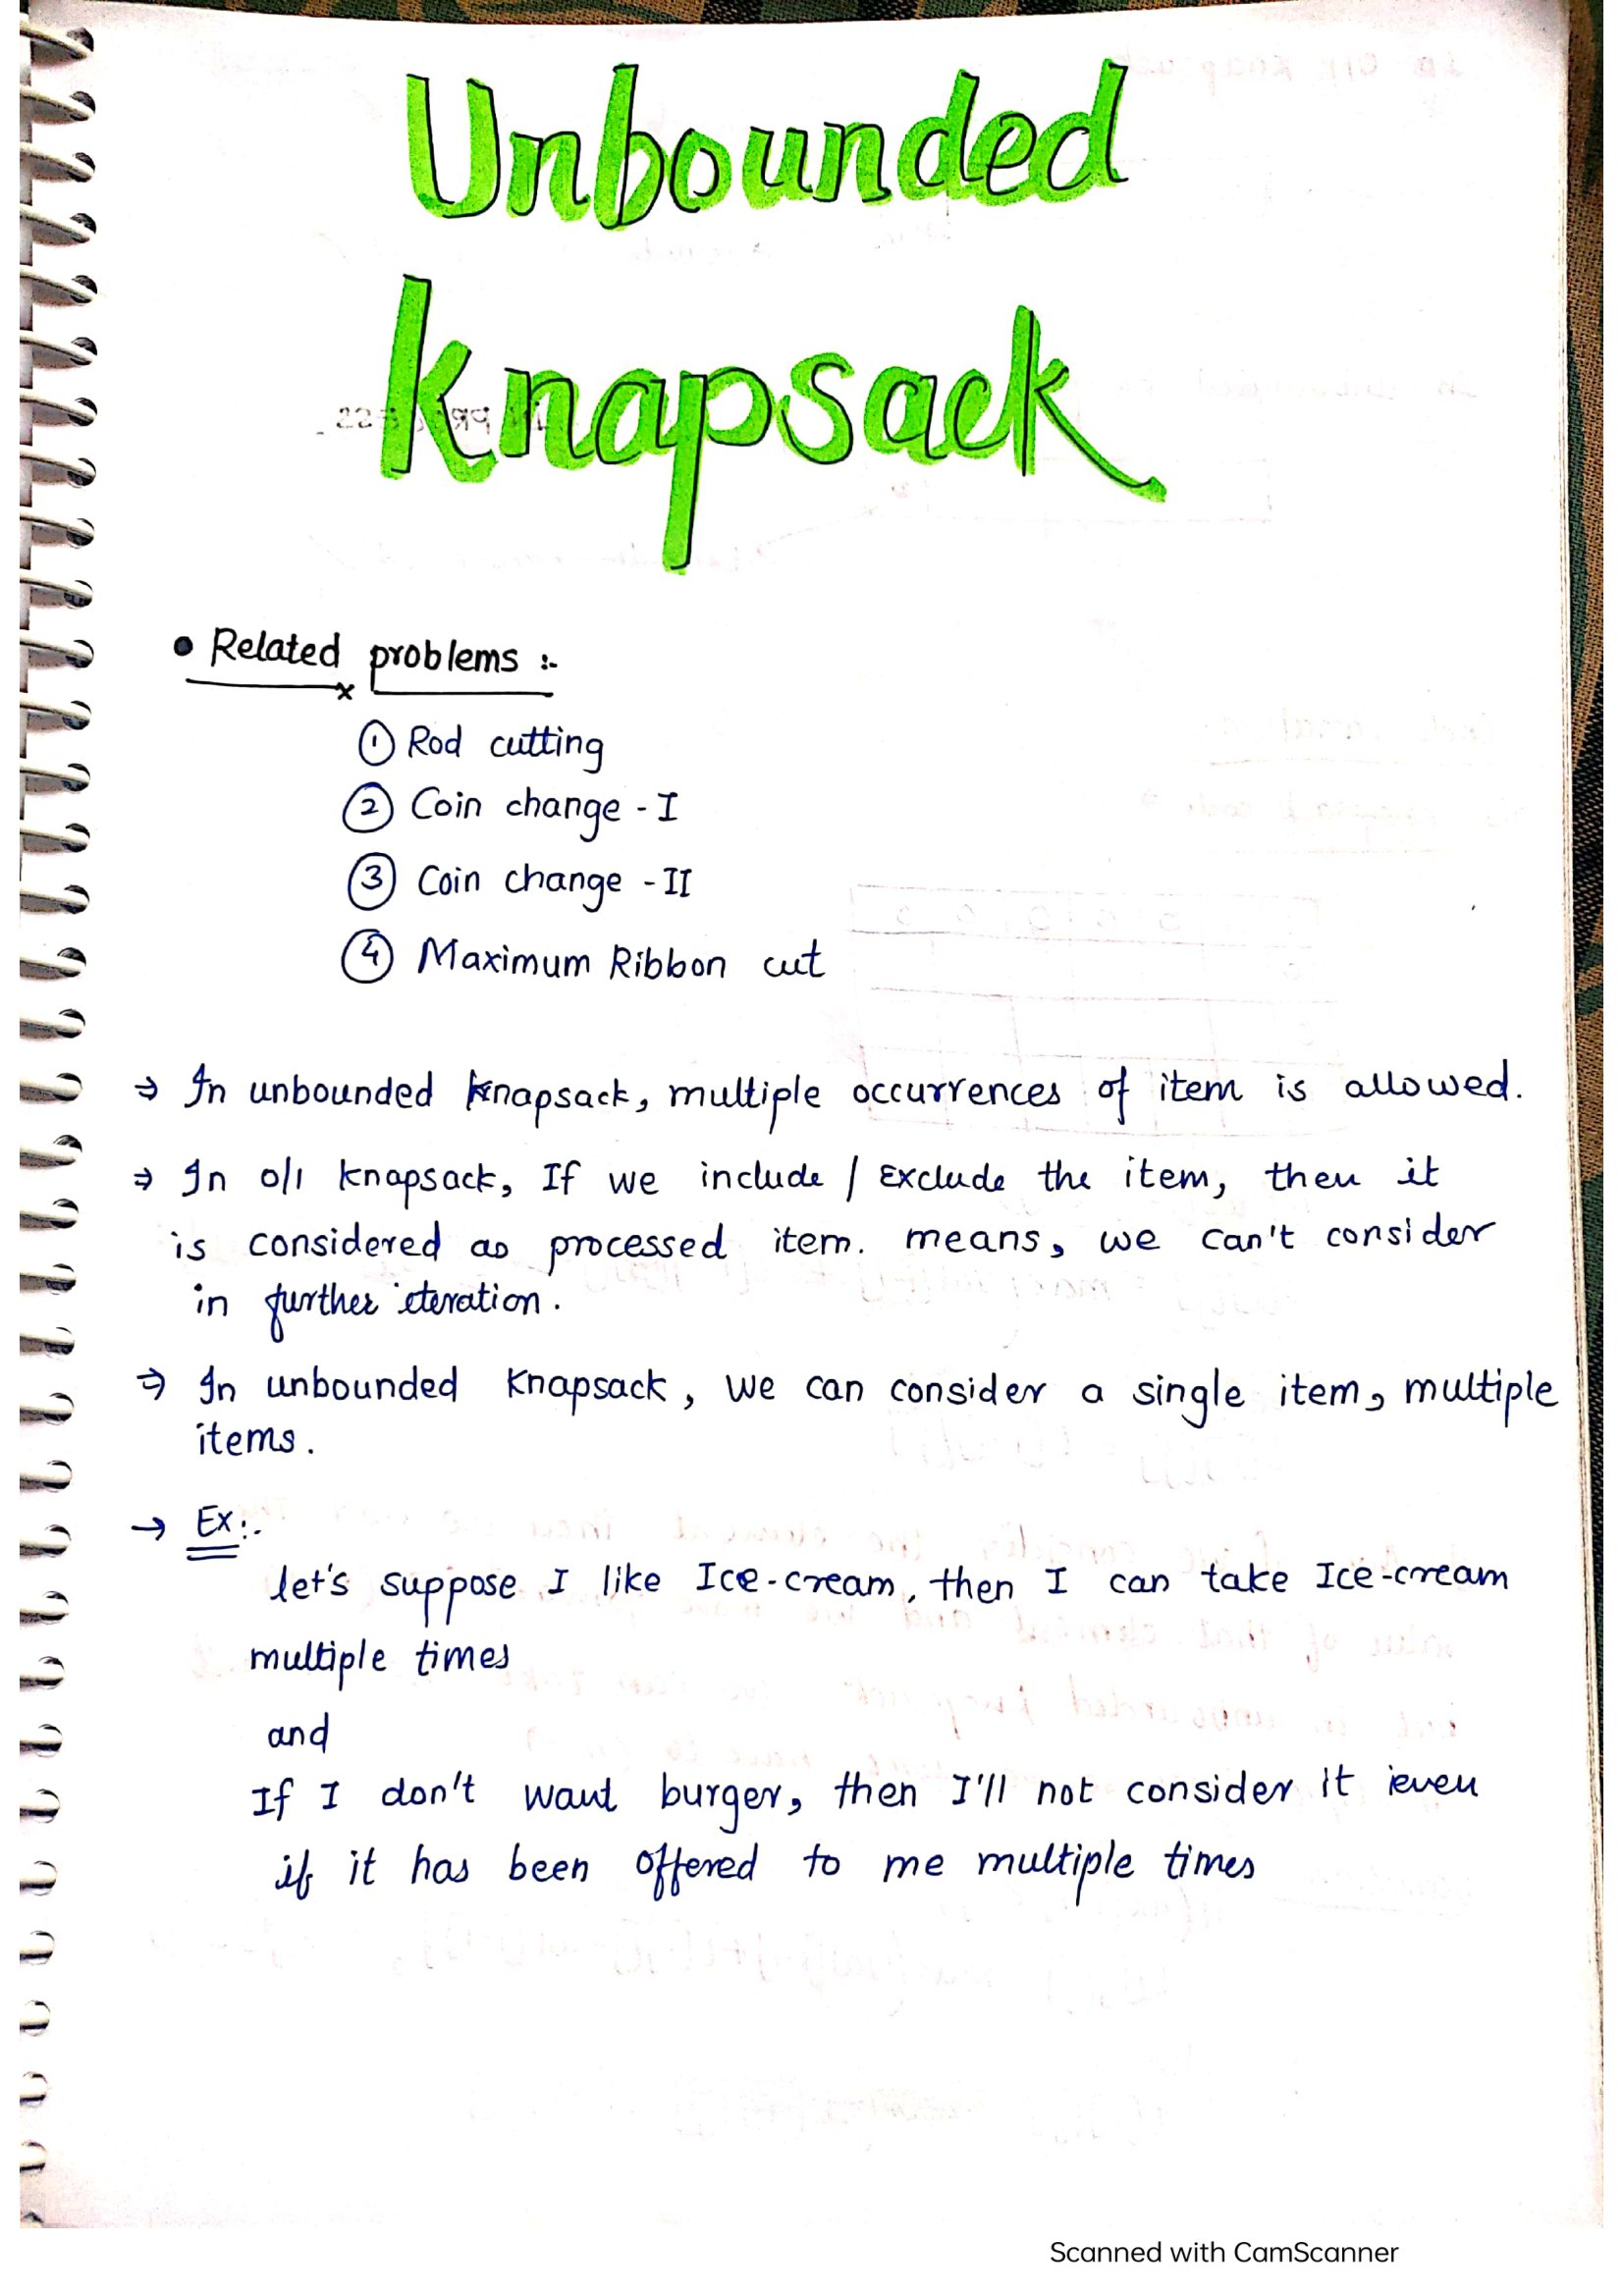 Unbounded
Knapsack
• Related problems :-
① Rod cutting
② Coin change - I
③ Coin change - II
④ Maximum Ribbon cut
⇒ In unbounded knapsack, multiple occurrences of item is allowed.
⇒ In 0/1 knapsack, If we include / Exclude the item, then it
is considered as processed item. means, we can't consider
in further iteration.
⇒ In unbounded Knapsack, we can consider a single item, multiple
items.
→ Ex:-
let's suppose I like Ice-cream, then I can take Ice-cream
multiple times
and
If I don't want burger, then I'll not consider it even
if it has been offered to me multiple times
Scanned with CamScanner